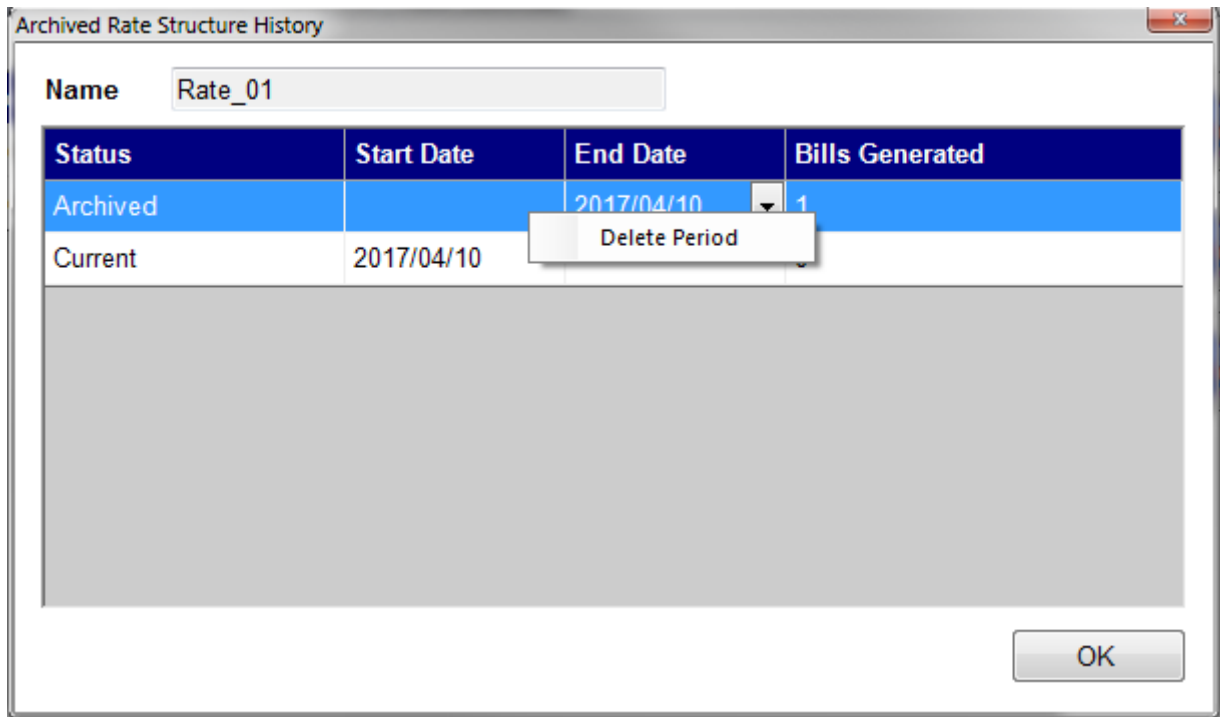 Archived Rate Structure History
Name Rate_01
Status Start Date End Date Bills Generated
Archived 2017/04/10 1
Delete Period
Current 2017/04/10
OK